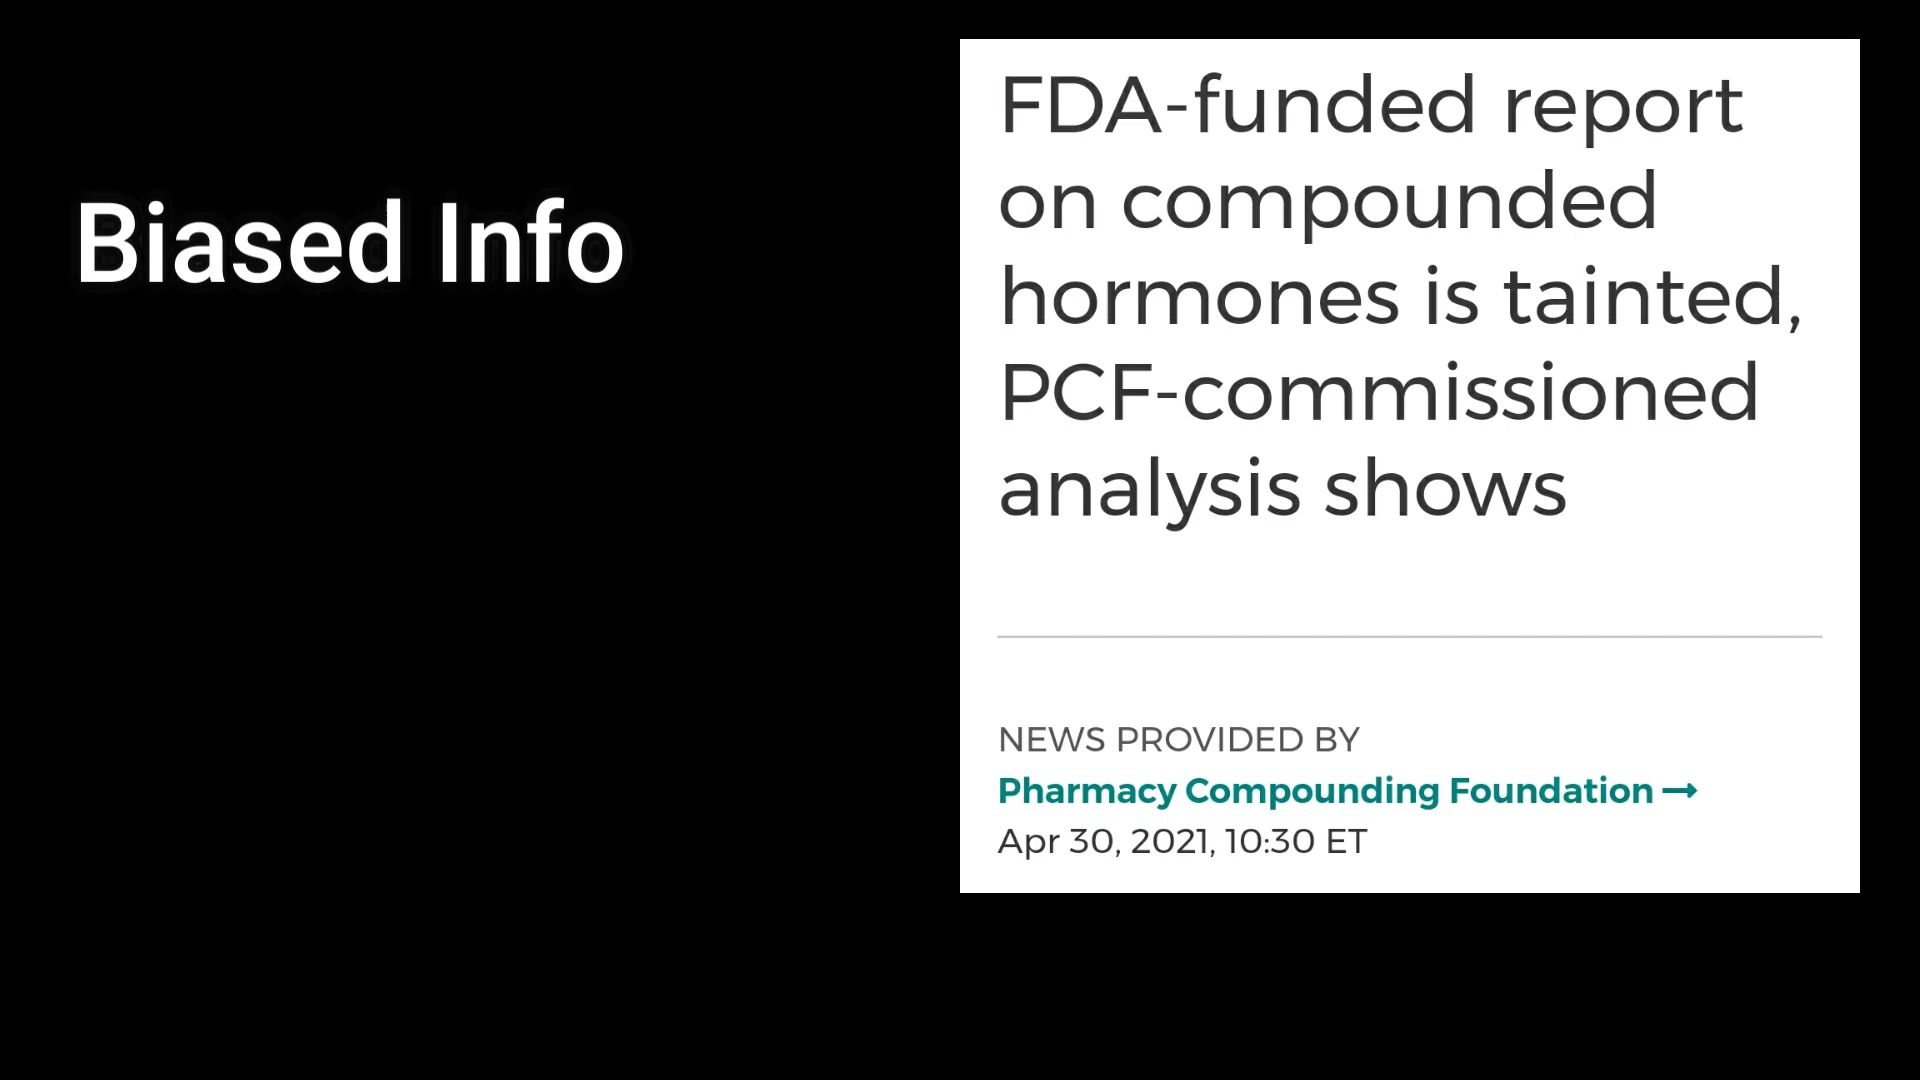 Biased Info
FDA-funded report
on compounded
hormones is tainted,
PCF-commissioned
analysis shows
NEWS PROVIDED BY
Pharmacy Compounding Foundation →
Apr 30, 2021, 10:30 ET